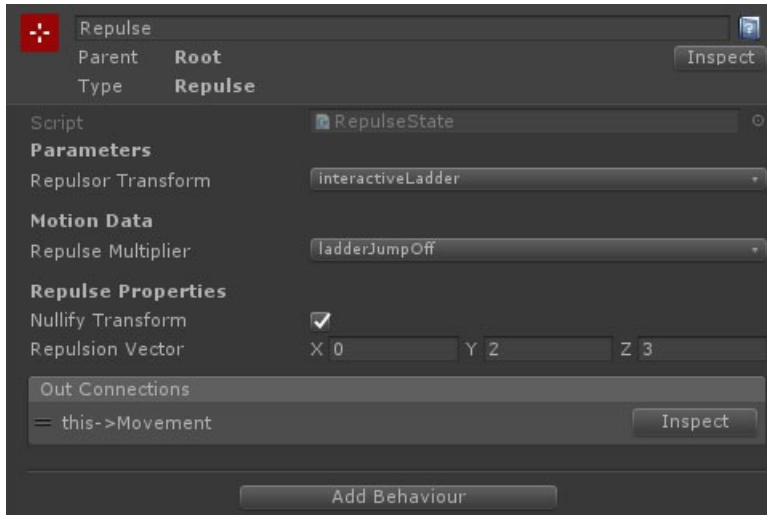 Repulse
Parent Root Inspect
Type Repulse
Script RepulseState
Parameters
Repulsor Transform interactiveLadder
Motion Data
Repulse Multiplier ladderJumpOff
Repulse Properties
Nullify Transform
Repulsion Vector X 0 Y 2 Z 3
Out Connections
this->Movement Inspect
Add Behaviour